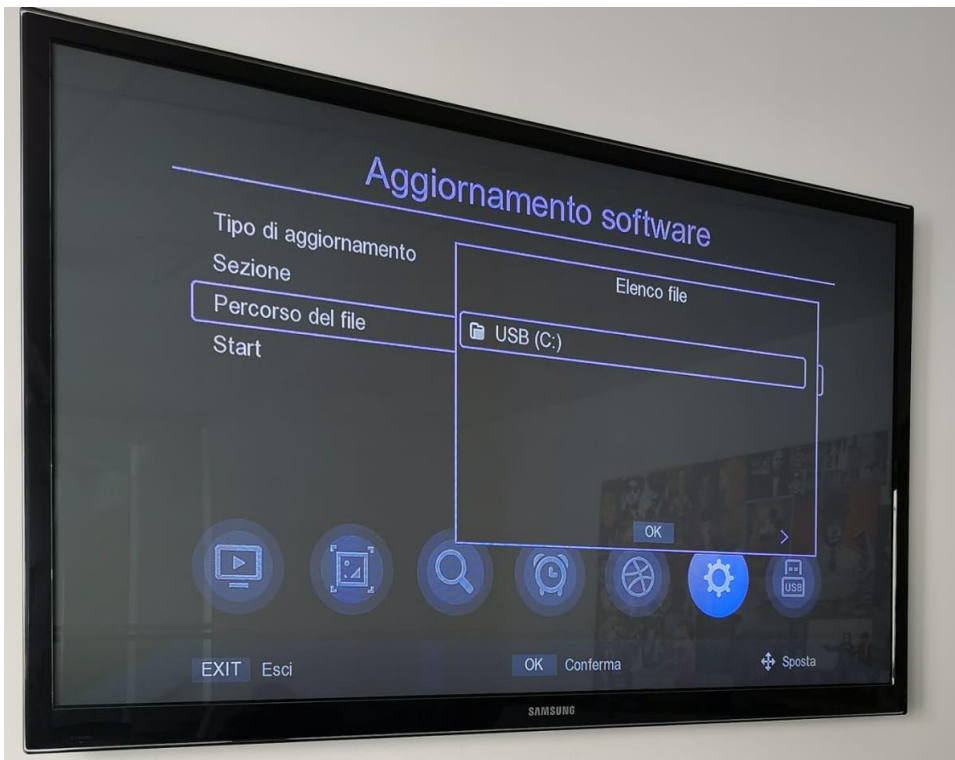 Aggiornamento software
Tipo di aggiornamento
Sezione
Percorso del file
Start
Elenco file
USB (C:)
OK
USB
EXIT Esci
OK Conferma
Sposta
SAMSUNG